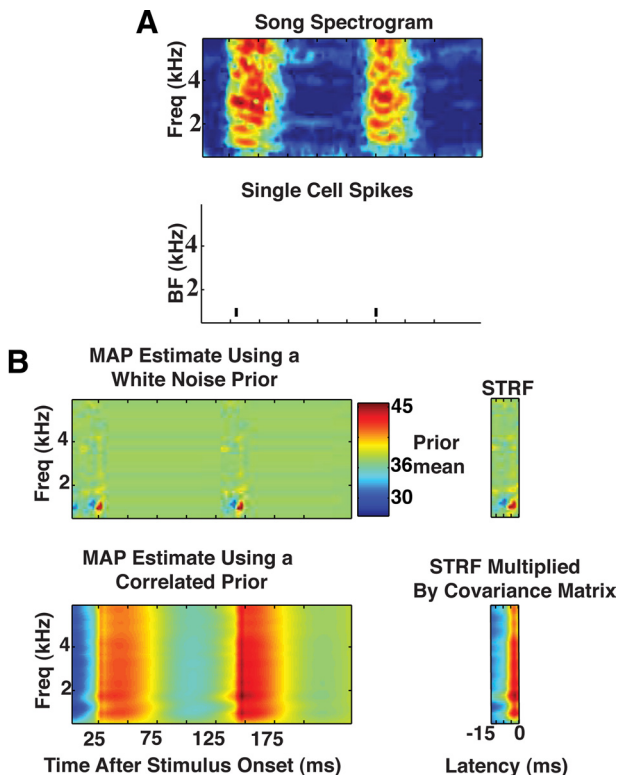 A
Song Spectrogram
Freq (kHz)
4
2
Single Cell Spikes
BF (kHz)
4
2
B
MAP Estimate Using a
White Noise Prior
Freq (kHz)
4
2
45
36
30
Prior
mean
STRF
MAP Estimate Using a
Correlated Prior
Freq (kHz)
4
2
25 75 125 175
Time After Stimulus Onset (ms)
STRF Multiplied
By Covariance Matrix
-15 0
Latency (ms)